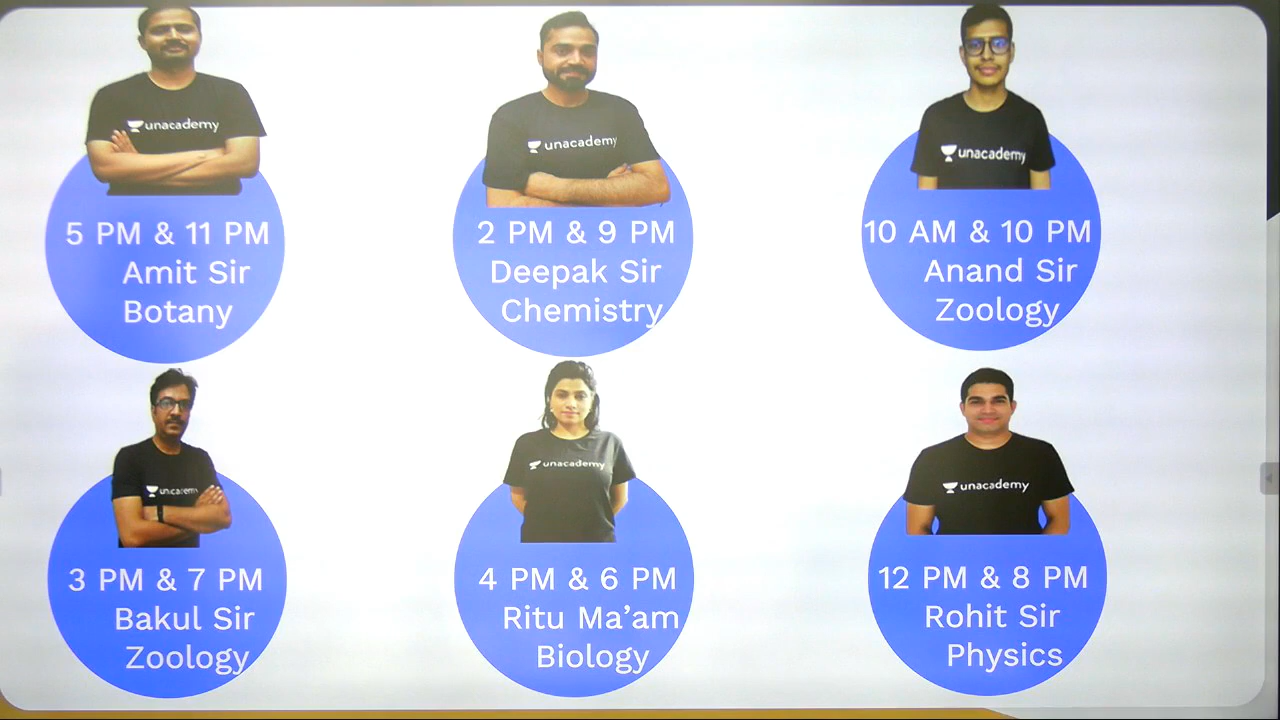 unacademy
5 PM & 11 PM
Amit Sir
Botany
unacademy
2 PM & 9 PM
Deepak Sir
Chemistry
unacademy
10 AM & 10 PM
Anand Sir
Zoology
unacademy
3 PM & 7 PM
Bakul Sir
Zoology
unacademy
4 PM & 6 PM
Ritu Ma’am
Biology
unacademy
12 PM & 8 PM
Rohit Sir
Physics